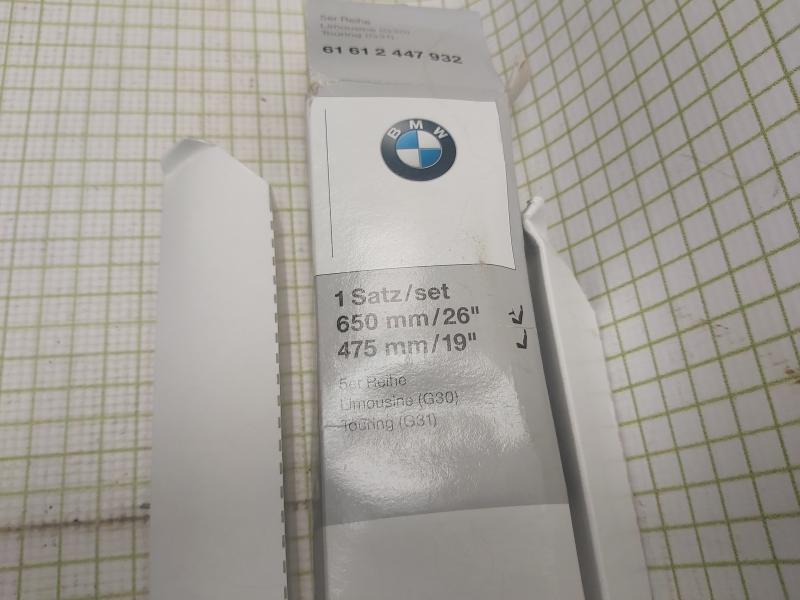 5er Reihe
Limousine (G30)
Touring (G31)
61 61 2 447 932
BMW
1 Satz/set
650 mm/26"
475 mm/19"
5er Reihe
Limousine (G30)
Touring (G31)